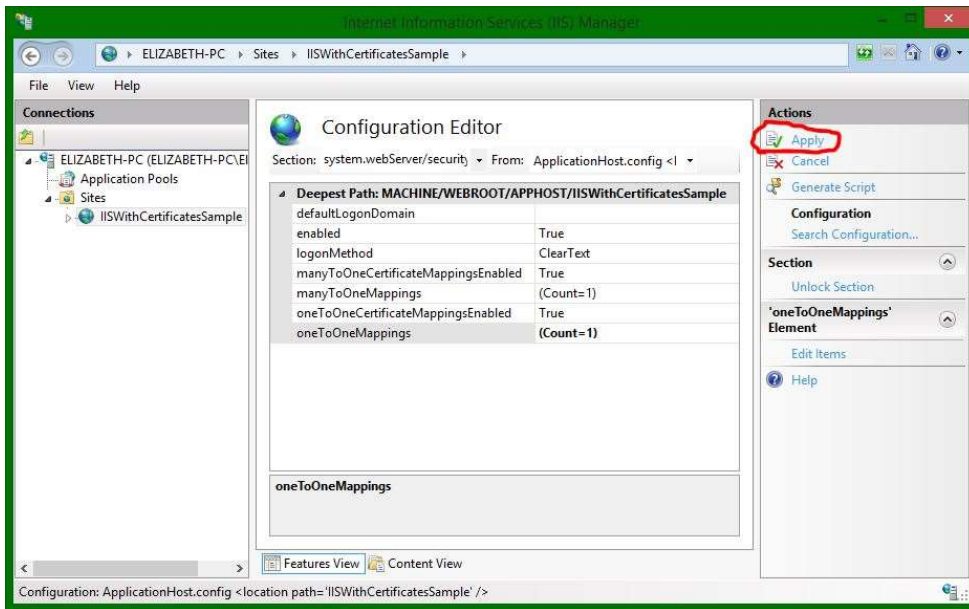 Internet Information Services (IIS) Manager
ELIZABETH-PC Sites IISWithCertificatesSample
File View Help
Connections
ELIZABETH-PC (ELIZABETH-PC\El
Application Pools
Sites
IISWithCertificatesSample
Configuration Editor
Section: system.webServer/security From: ApplicationHost.config <l
Deepest Path: MACHINE/WEBROOT/APPHOST/IISWithCertificatesSample
defaultLogonDomain
enabled True
logonMethod ClearText
manyToOneCertificateMappingsEnabled True
manyToOneMappings (Count=1)
oneToOneCertificateMappingsEnabled True
oneToOneMappings (Count=1)
oneToOneMappings
Features View Content View
Actions
Apply
Cancel
Generate Script
Configuration
Search Configuration...
Section
Unlock Section
'oneToOneMappings'
Element
Edit Items
Help
Configuration: ApplicationHost.config <location path='IISWithCertificatesSample' />